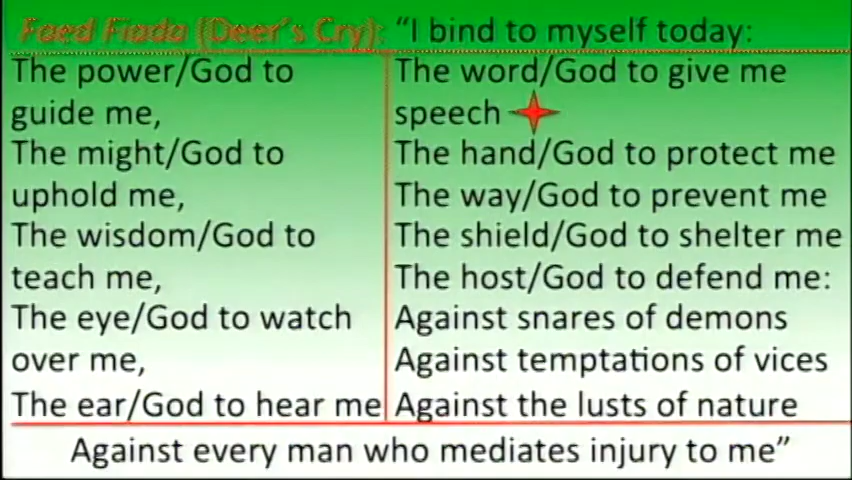 Faed Fiada (Deer's Cry): “I bind to myself today:
The power/God to
guide me,
The might/God to
uphold me,
The wisdom/God to
teach me,
The eye/God to watch
over me,
The ear/God to hear me
The word/God to give me
speech
The hand/God to protect me
The way/God to prevent me
The shield/God to shelter me
The host/God to defend me:
Against snares of demons
Against temptations of vices
Against the lusts of nature
Against every man who mediates injury to me”